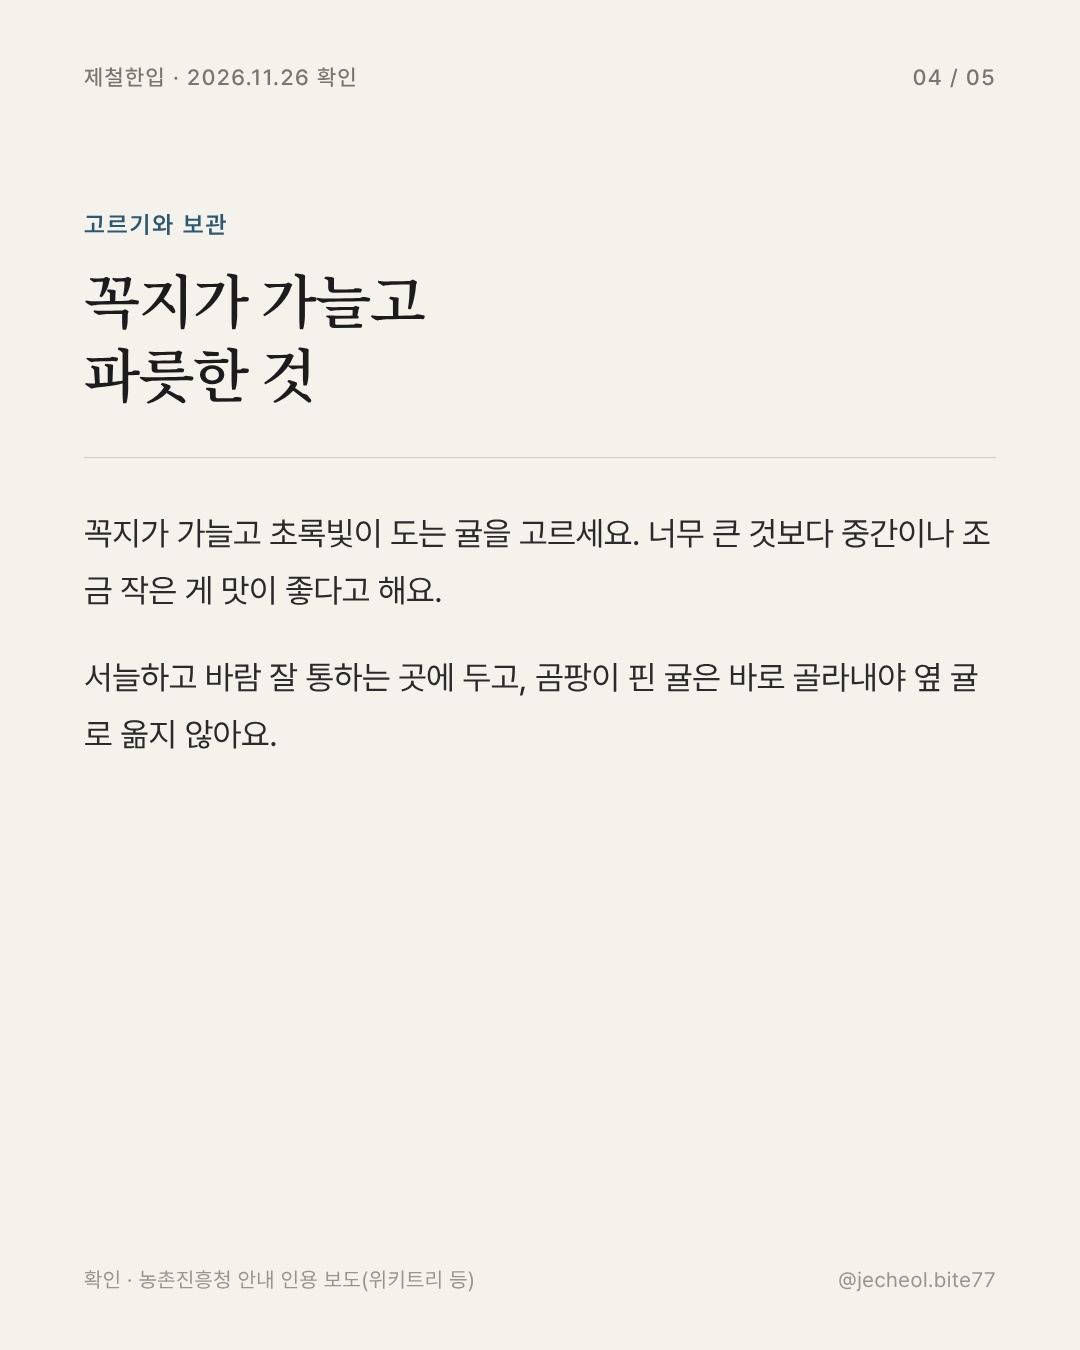 제철한입 · 2026.11.26 확인
04 / 05
고르기와 보관
꼭지가 가늘고
파릇한 것
꼭지가 가늘고 초록빛이 도는 귤을 고르세요. 너무 큰 것보다 중간이나 조
금 작은 게 맛이 좋다고 해요.
서늘하고 바람 잘 통하는 곳에 두고, 곰팡이 핀 귤은 바로 골라내야 옆 귤
로 옮지 않아요.
확인 · 농촌진흥청 안내 인용 보도(위키트리 등)
@jecheol.bite77